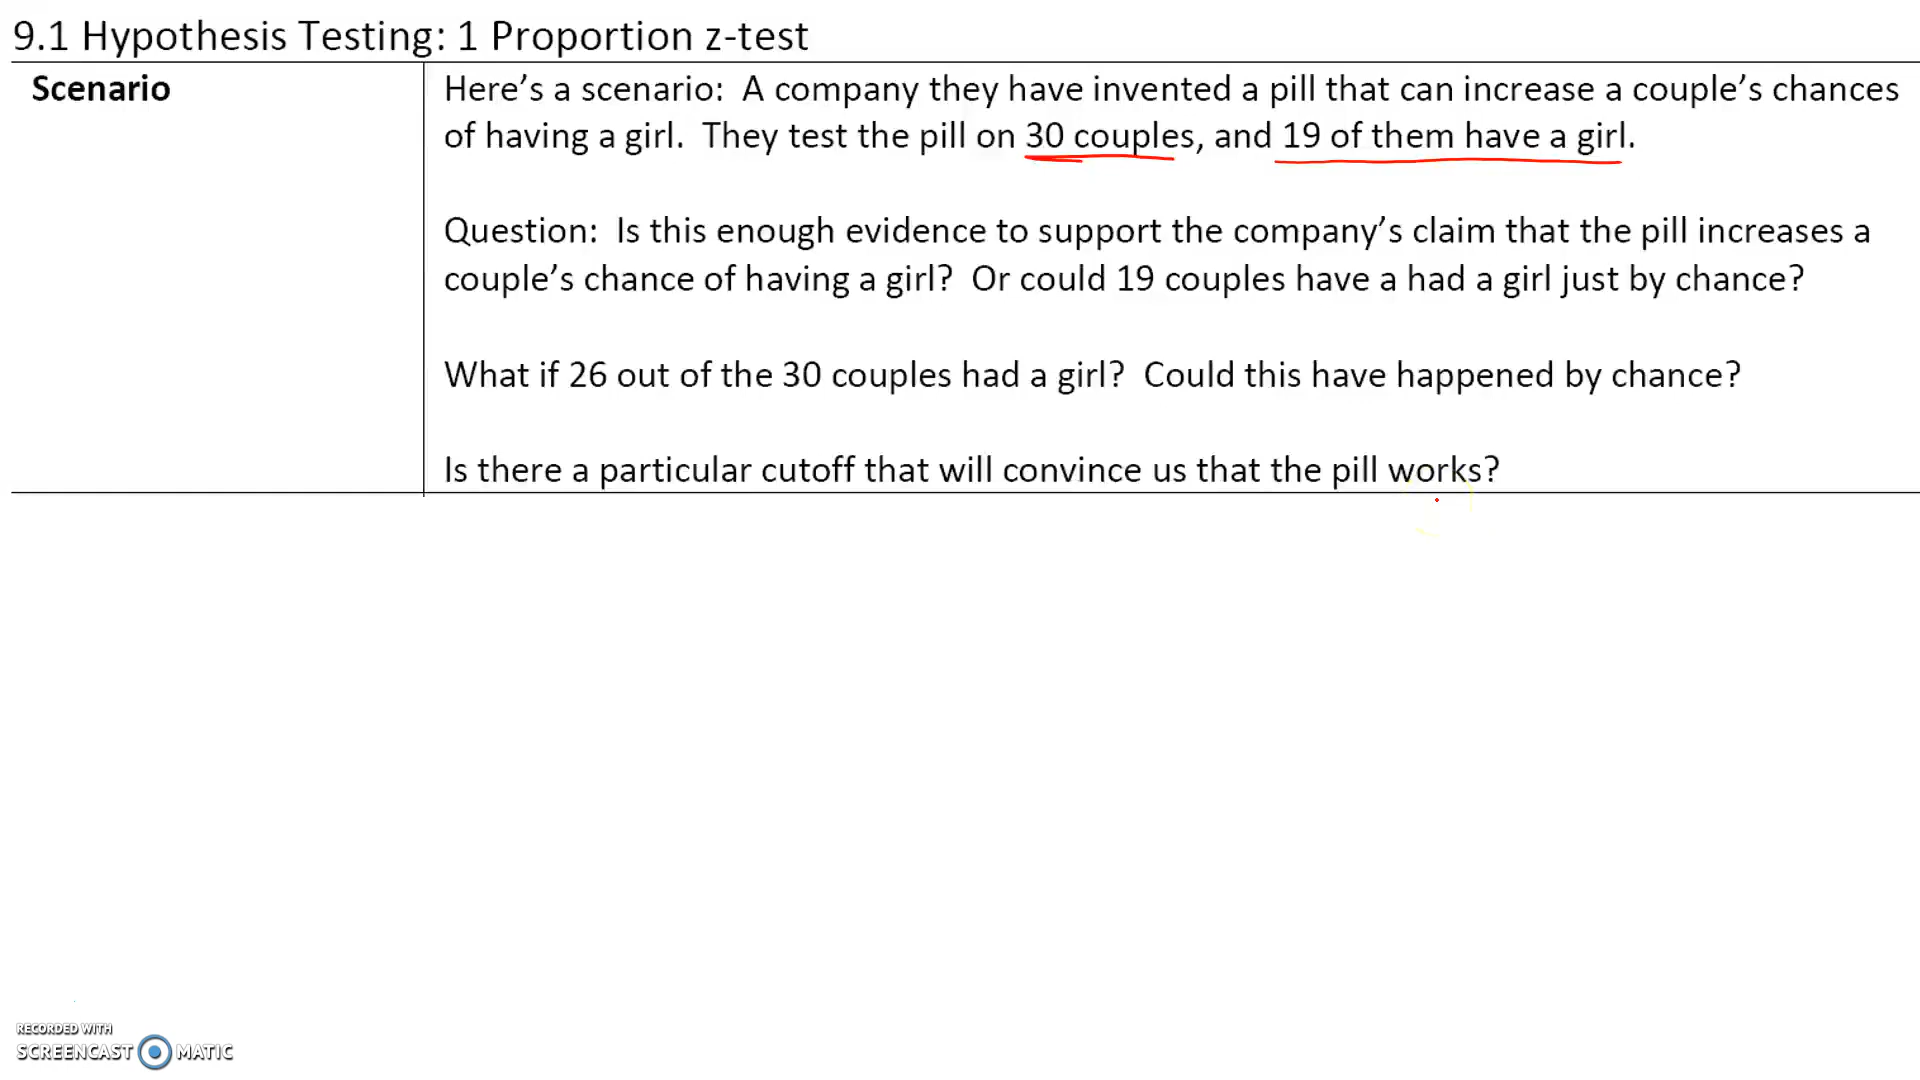 9.1 Hypothesis Testing: 1 Proportion z-test
Scenario
Here’s a scenario:  A company they have invented a pill that can increase a couple’s chances
of having a girl.  They test the pill on 30 couples, and 19 of them have a girl.
Question:  Is this enough evidence to support the company’s claim that the pill increases a
couple’s chance of having a girl?  Or could 19 couples have a had a girl just by chance?
What if 26 out of the 30 couples had a girl?  Could this have happened by chance?
Is there a particular cutoff that will convince us that the pill works?
RECORDED WITH
SCREENCAST MATIC